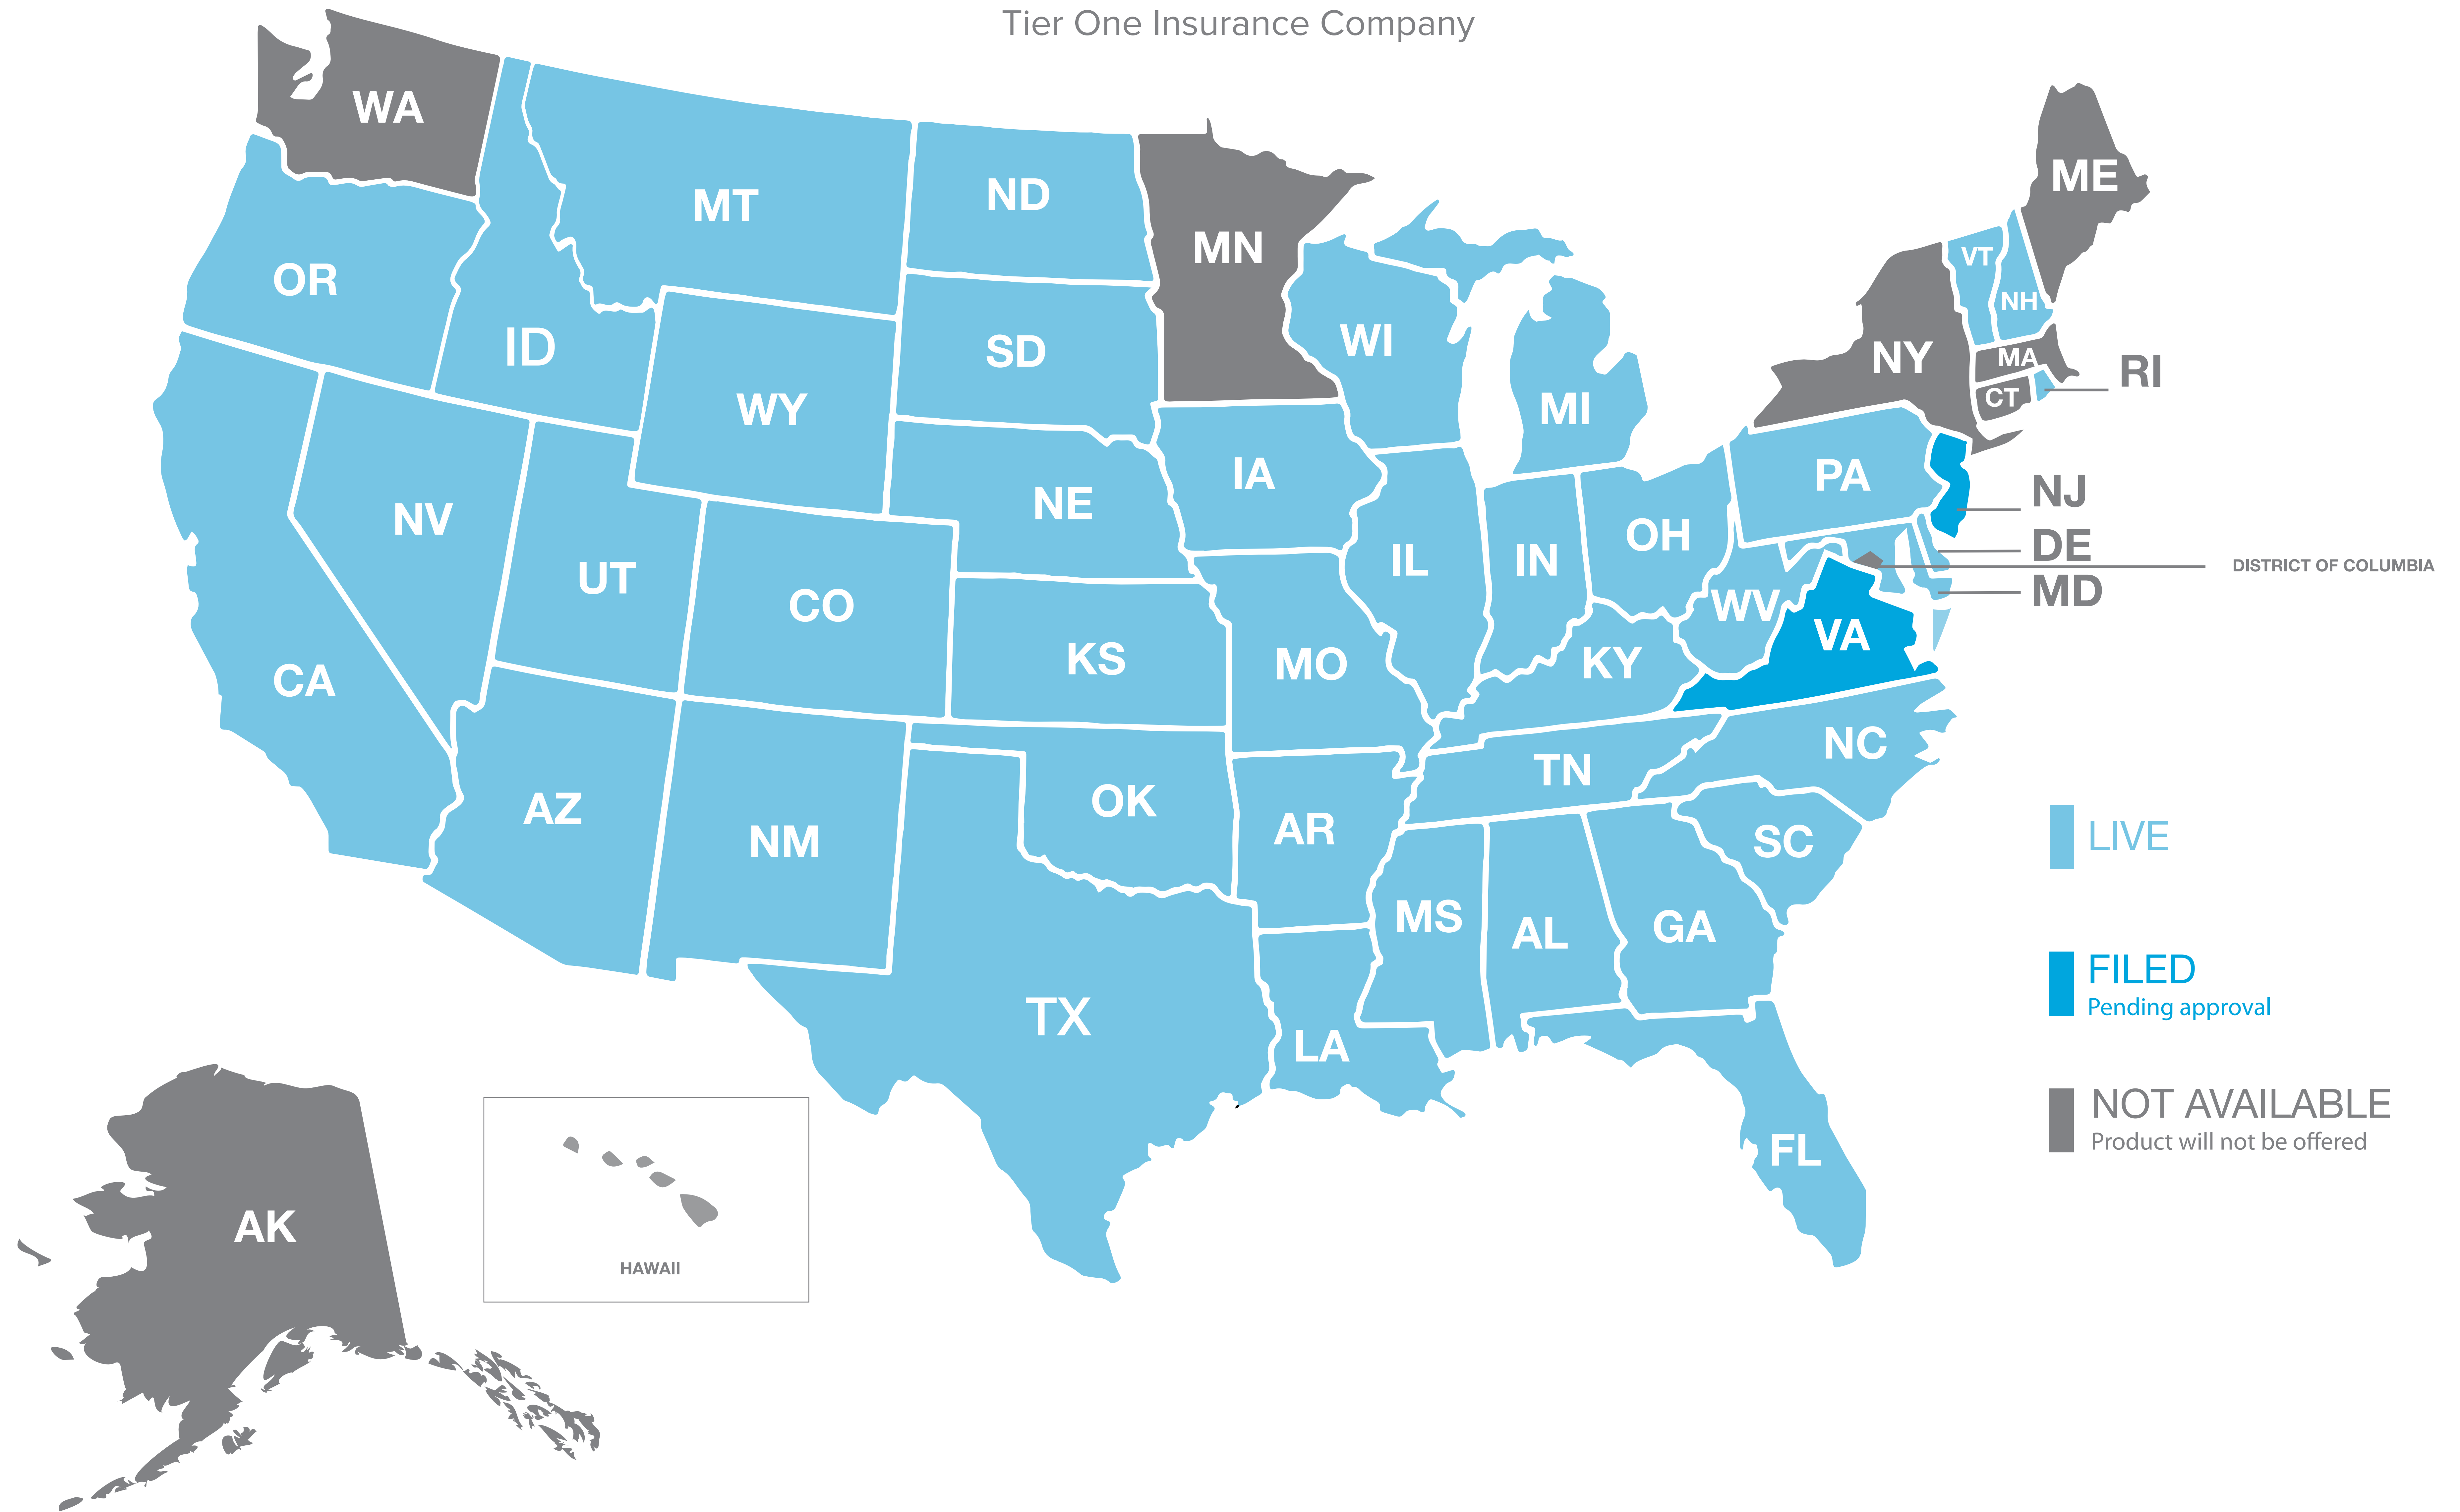 Tier One Insurance Company
WA
MT
ND
MN
ME
OR
ID
SD
WI
MI
VT
NH
NY
MA
CT
RI
WY
NE
IA
PA
NJ
DE
DISTRICT OF COLUMBIA
MD
NV
UT
CO
KS
MO
IL
IN
OH
WV
VA
KY
CA
AZ
NM
OK
AR
TN
NC
SC
TX
LA
MS
AL
GA
FL
AK
HAWAII
LIVE
FILED
Pending approval
NOT AVAILABLE
Product will not be offered